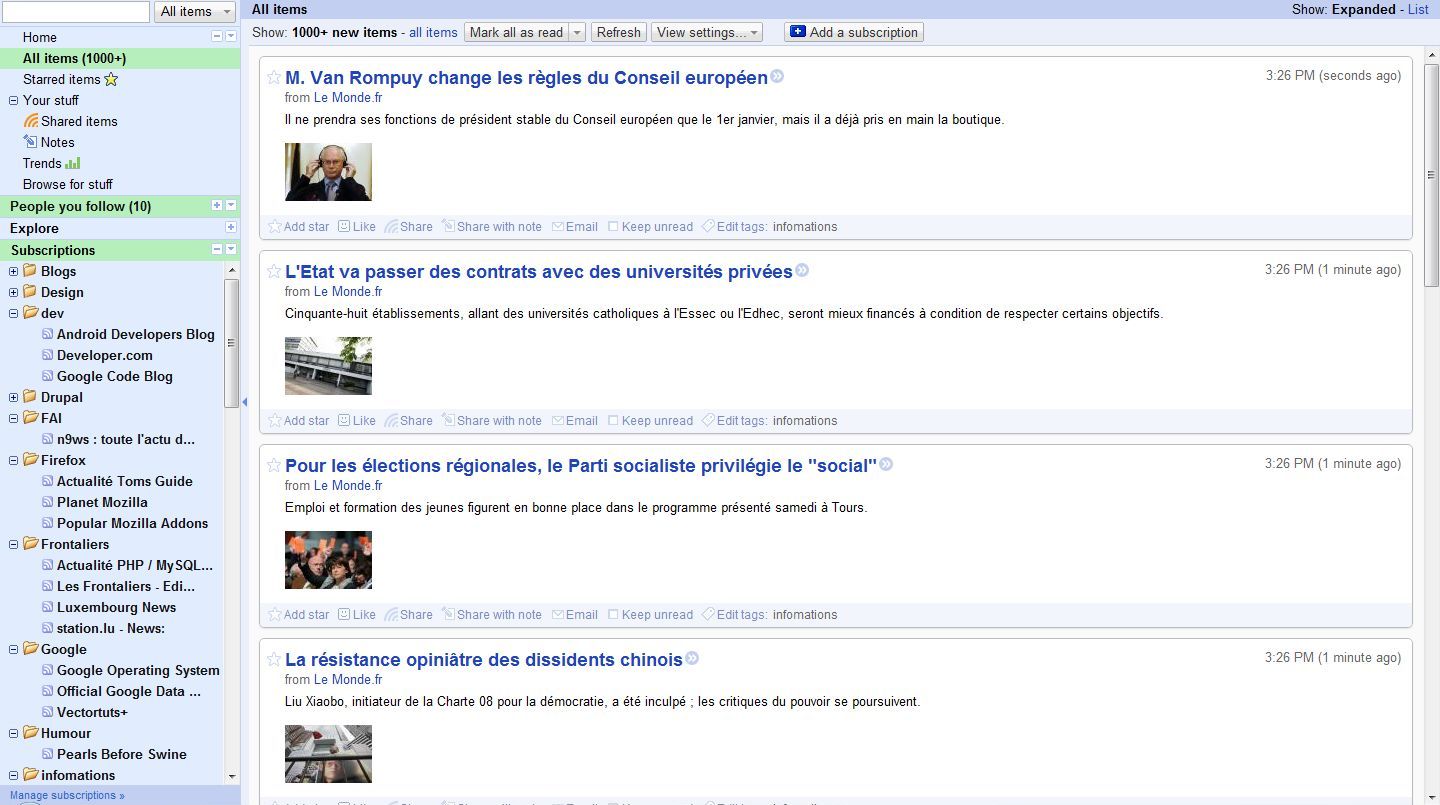 All items
Home
All items (1000+)
Starred items
Your stuff
Shared items
Notes
Trends
Browse for stuff
People you follow (10)
Explore
Subscriptions
Blogs
Design
dev
Android Developers Blog
Developer.com
Google Code Blog
Drupal
FAI
n9ws : toute l'actu d...
Firefox
Actualité Toms Guide
Planet Mozilla
Popular Mozilla Addons
Frontaliers
Actualité PHP / MySQL...
Les Frontaliers - Edi...
Luxembourg News
station.lu - News:
Google
Google Operating System
Official Google Data ...
Vectortuts+
Humour
Pearls Before Swine
infomations
Manage subscriptions »
All items Show: Expanded - List
Show: 1000+ new items - all items Mark all as read Refresh View settings... Add a subscription
M. Van Rompuy change les règles du Conseil européen 3:26 PM (seconds ago)
from Le Monde.fr
Il ne prendra ses fonctions de président stable du Conseil européen que le 1er janvier, mais il a déjà pris en main la boutique.
Add star Like Share Share with note Email Keep unread Edit tags: infomations
L'Etat va passer des contrats avec des universités privées 3:26 PM (1 minute ago)
from Le Monde.fr
Cinquante-huit établissements, allant des universités catholiques à l'Essec ou l'Edhec, seront mieux financés à condition de respecter certains objectifs.
Add star Like Share Share with note Email Keep unread Edit tags: infomations
Pour les élections régionales, le Parti socialiste privilégie le "social" 3:26 PM (1 minute ago)
from Le Monde.fr
Emploi et formation des jeunes figurent en bonne place dans le programme présenté samedi à Tours.
Add star Like Share Share with note Email Keep unread Edit tags: infomations
La résistance opiniâtre des dissidents chinois 3:26 PM (1 minute ago)
from Le Monde.fr
Liu Xiaobo, initiateur de la Charte 08 pour la démocratie, a été inculpé ; les critiques du pouvoir se poursuivent.